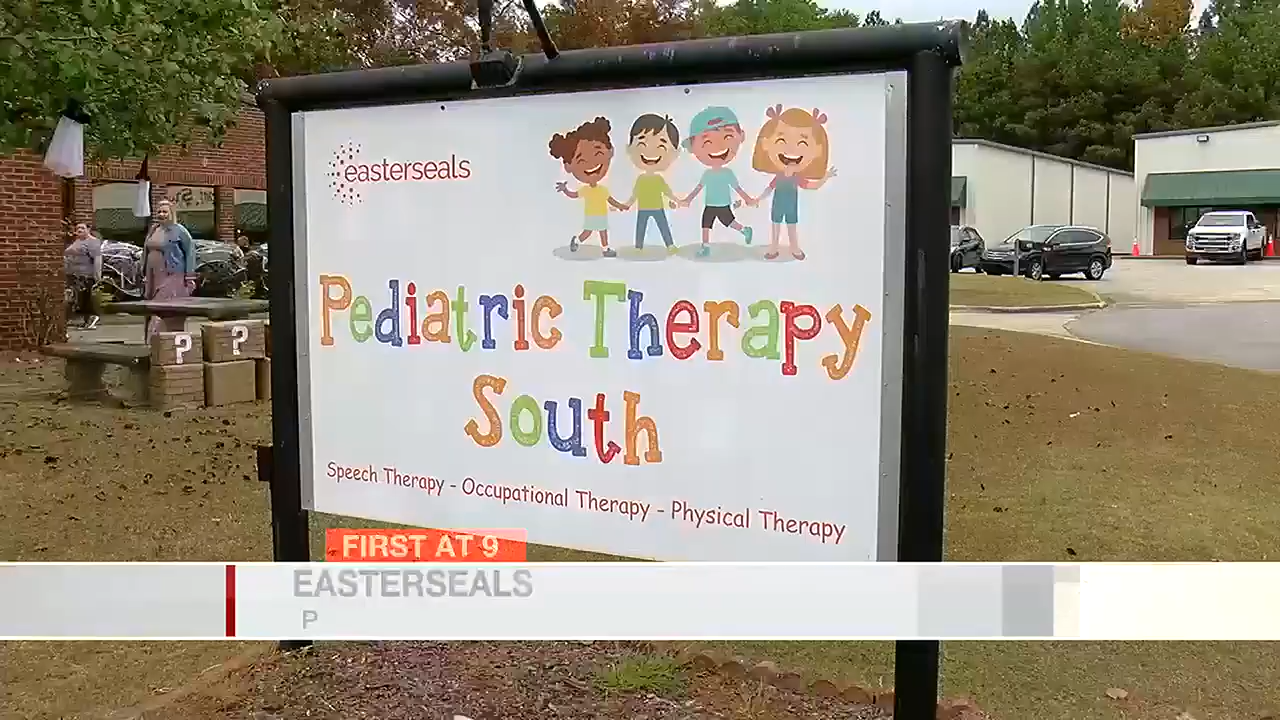 easterseals
Pediatric Therapy
South
Speech Therapy - Occupational Therapy - Physical Therapy
? ?
FIRST AT 9
EASTERSEALS
P